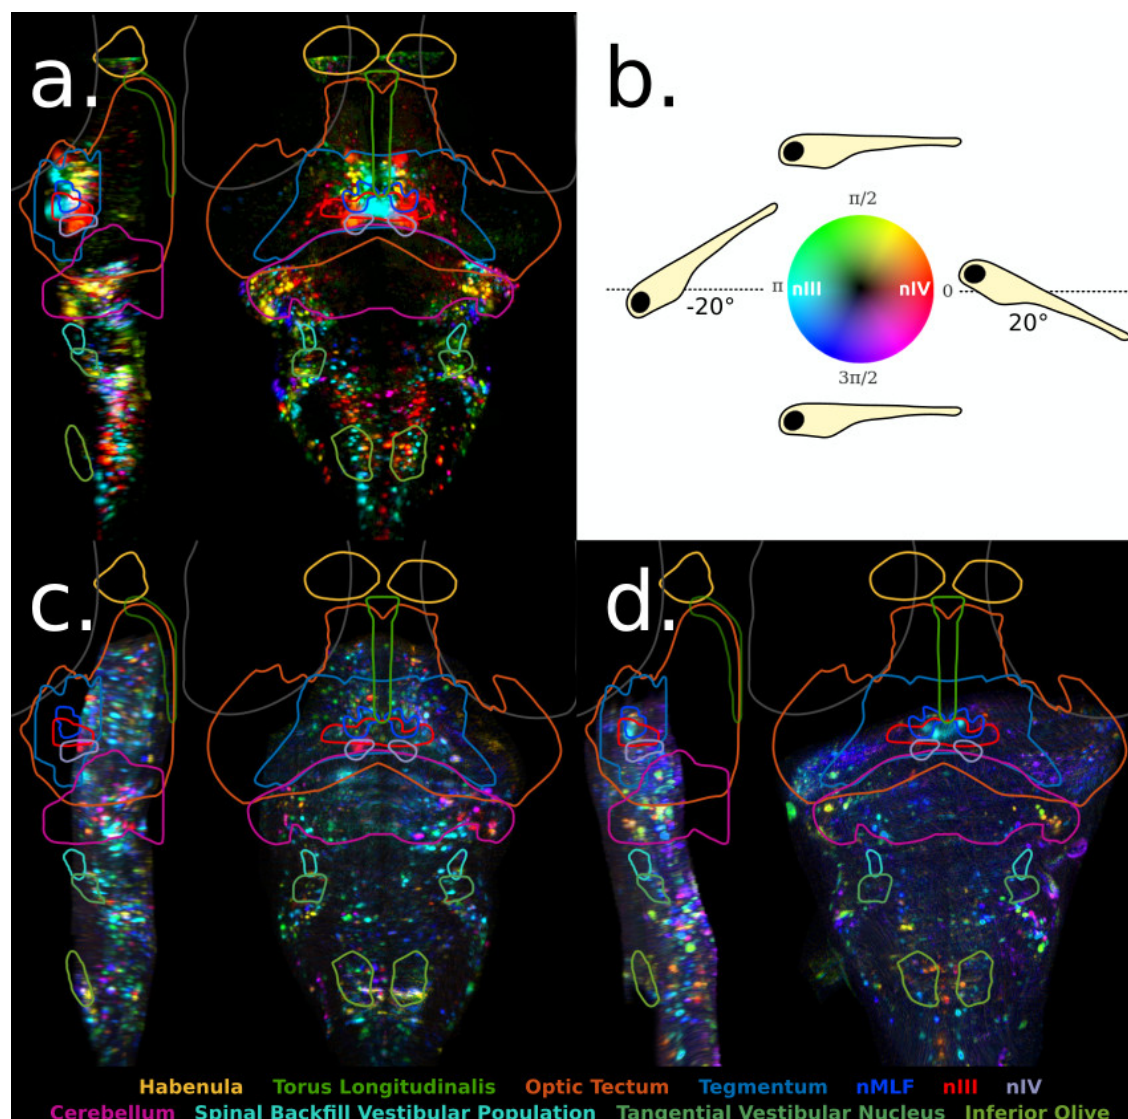 a.
b.
π/2
π
nIII
nIV
0
-20°
20°
3π/2
c.
d.
Habenula Torus Longitudinalis Optic Tectum Tegmentum nMLF nIII nIV
Cerebellum Spinal Backfill Vestibular Population Tangential Vestibular Nucleus Inferior Olive